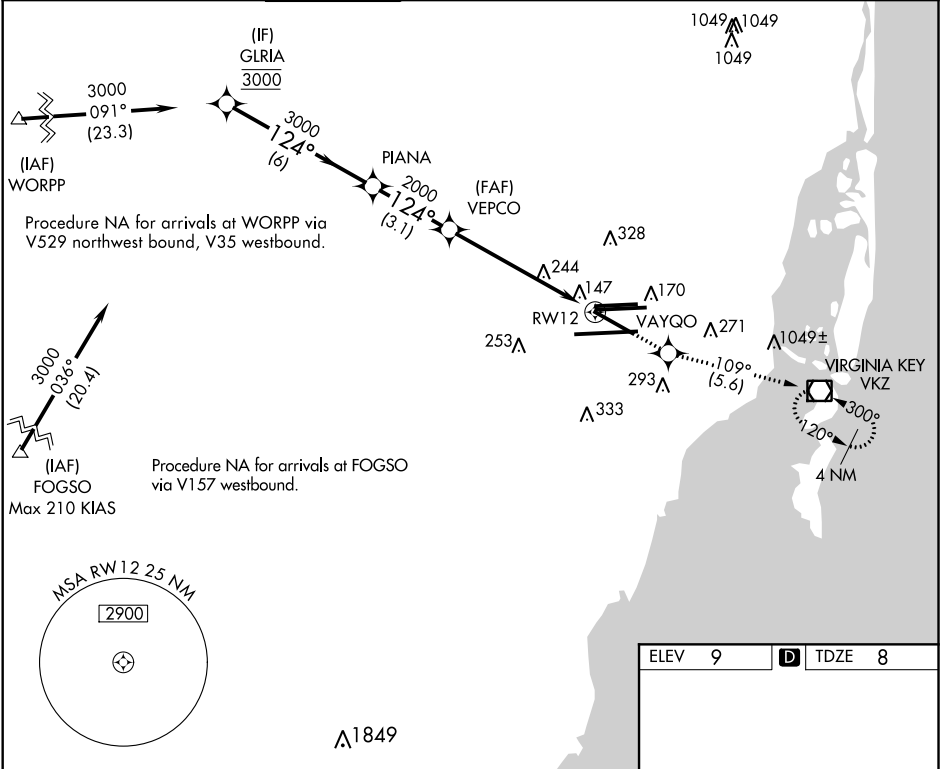 1049
1049
1049
(IF)
GLRIA
3000
3000
091°
(23.3)
(IAF)
WORPP
3000
124°
(6)
PIANA
2000
124°
(3.1)
(FAF)
VEPCO
Procedure NA for arrivals at WORPP via
V529 northwest bound, V35 westbound.
328
244
147
170
RW12
VAYQO
271
253
1049±
VIRGINIA KEY
VKZ
109°
(5.6)
293
300°
120°
333
4 NM
3000
036°
(20.4)
(IAF)
FOGSO
Max 210 KIAS
Procedure NA for arrivals at FOGSO
via V157 westbound.
MSA RW12 25 NM
2900
1849
ELEV 9 D TDZE 8